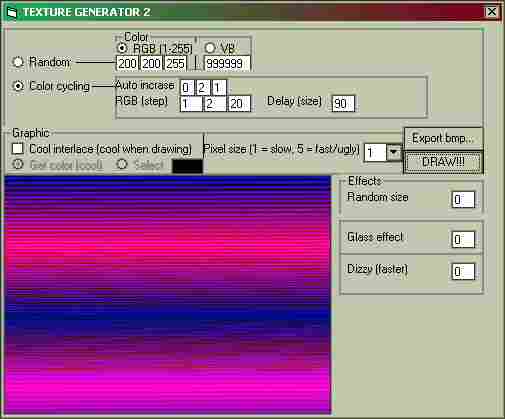 TEXTURE GENERATOR 2
Color
RGB (1-255) VB
Random: 200 200 255 999999
Color cycling Auto incrase 0 2 1
RGB (step) 1 2 20 Delay (size) 90
Graphic
Export bmp...
Cool interlace (cool when drawing) Pixel size (1 = slow, 5 = fast/ugly) 1
Get color (cool) Select DRAW!!!
Effects
Random size 0
Glass effect 0
Dizzy (faster) 0